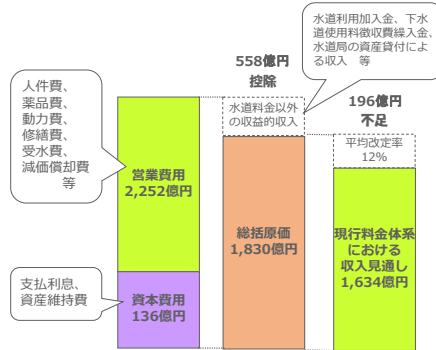 水道利用加入金、下水
道使用料徴収費繰入金、
水道局の資産貸付によ
る収入　等
558億円
控除
人件費、
薬品費、
動力費、
修繕費、
受水費、
減価償却費
等
水道料金以外
の収益的収入
196億円
不足
平均改定率
12%
営業費用
2,252億円
総括原価
1,830億円
現行料金体系
における
収入見通し
1,634億円
支払利息、
資産維持費
資本費用
136億円